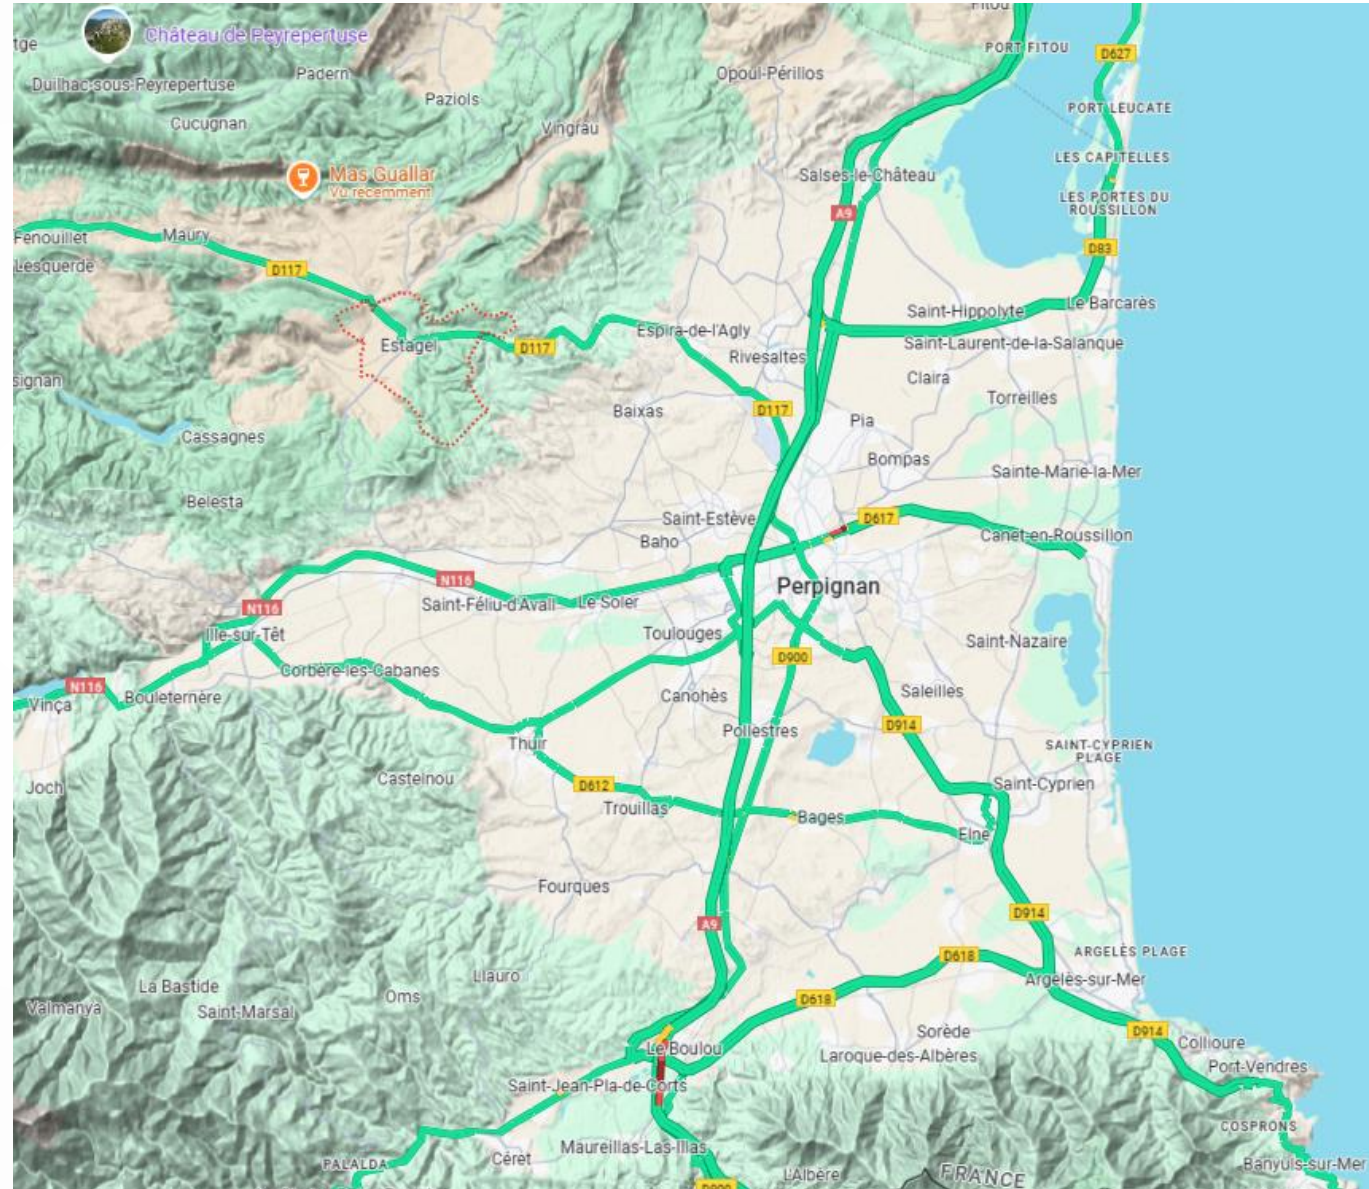 Fitou
Château de Peyrepertuse
tge
PORT FITOU
D627
Duilhac-sous-Peyrepertuse
Padern
Opoul-Périllos
Paziols
PORT LEUCATE
Cucugnan
Vingrau
LES CAPITELLES
Mas Guallar
Vu récemment
Salses-le-Château
LES PORTES DU
ROUSSILLON
A9
Fenouillet
Maury
D83
Lesquerde
D117
Saint-Hippolyte
Le Barcarès
Estagel
D117
Espira-de-l'Agly
Saint-Laurent-de-la-Salanque
Rivesaltes
signan
Claira
Torreilles
Baixas
D117
Pia
Cassagnes
Bompas
Sainte-Marie-la-Mer
Belesta
Saint-Estève
D617
Baho
Canet-en-Roussillon
N116
Perpignan
N116
Saint-Féliu-d'Avall
Le Soler
Ille-sur-Têt
Toulouges
Saint-Nazaire
D900
Corbère-les-Cabanes
N116
Bouleternère
Canohès
Saleilles
Vinça
D914
Pollestres
Thuir
SAINT-CYPRIEN
PLAGE
Joch
Castelnou
D612
Saint-Cyprien
Trouillas
Bages
Elne
Fourques
D914
A9
ARGELÈS PLAGE
D618
Llauro
Argelès-sur-Mer
La Bastide
Oms
D618
Valmanya
Saint-Marsal
Sorède
D914
Le Boulou
Collioure
Laroque-des-Albères
Port-Vendres
Saint-Jean-Pla-de-Corts
COSPRONS
Maureillas-Las-Illas
PALALDA
Céret
Banyuls-sur-Mer
L'Albère
FRANCE
D900